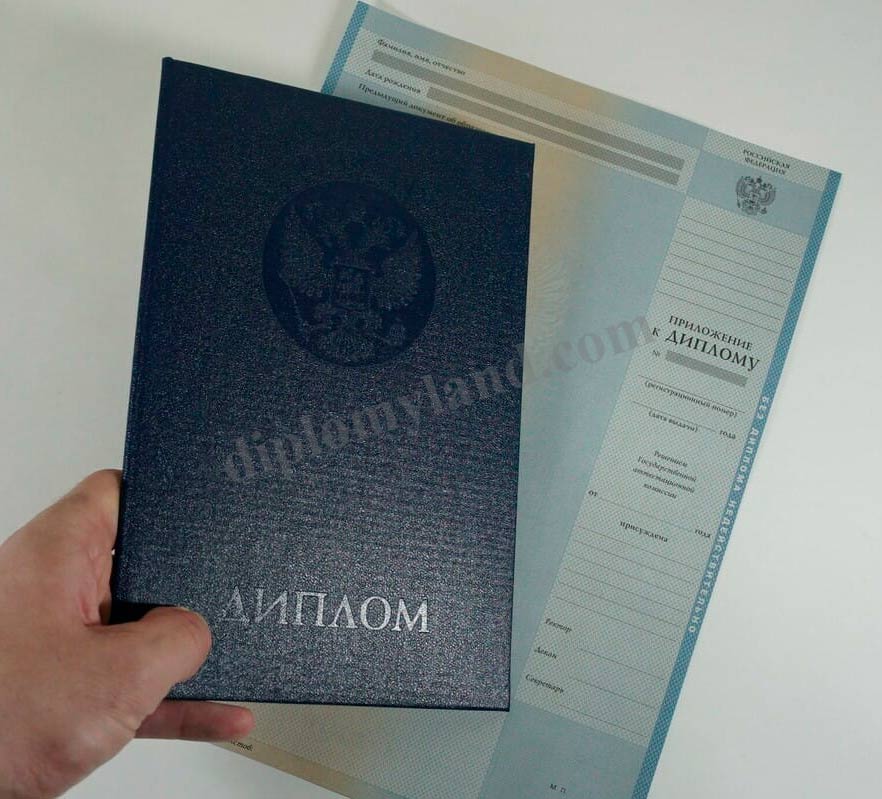 Фамилия, имя, отчество
Дата рождения
Предыдущий документ об
РОССИЙСКАЯ
ФЕДЕРАЦИЯ
ПРИЛОЖЕНИЕ
К ДИПЛОМУ
№
(регистрационный номер)
(дата выдачи) года
Решением
Государственной
аттестационной
комиссии
от
года
присуждена
Ректор
Декан
Секретарь
М. П.
БЕЗ ДИПЛОМА НЕДЕЙСТВИТЕЛЬНО
diplomyland.com
ДИПЛОМ